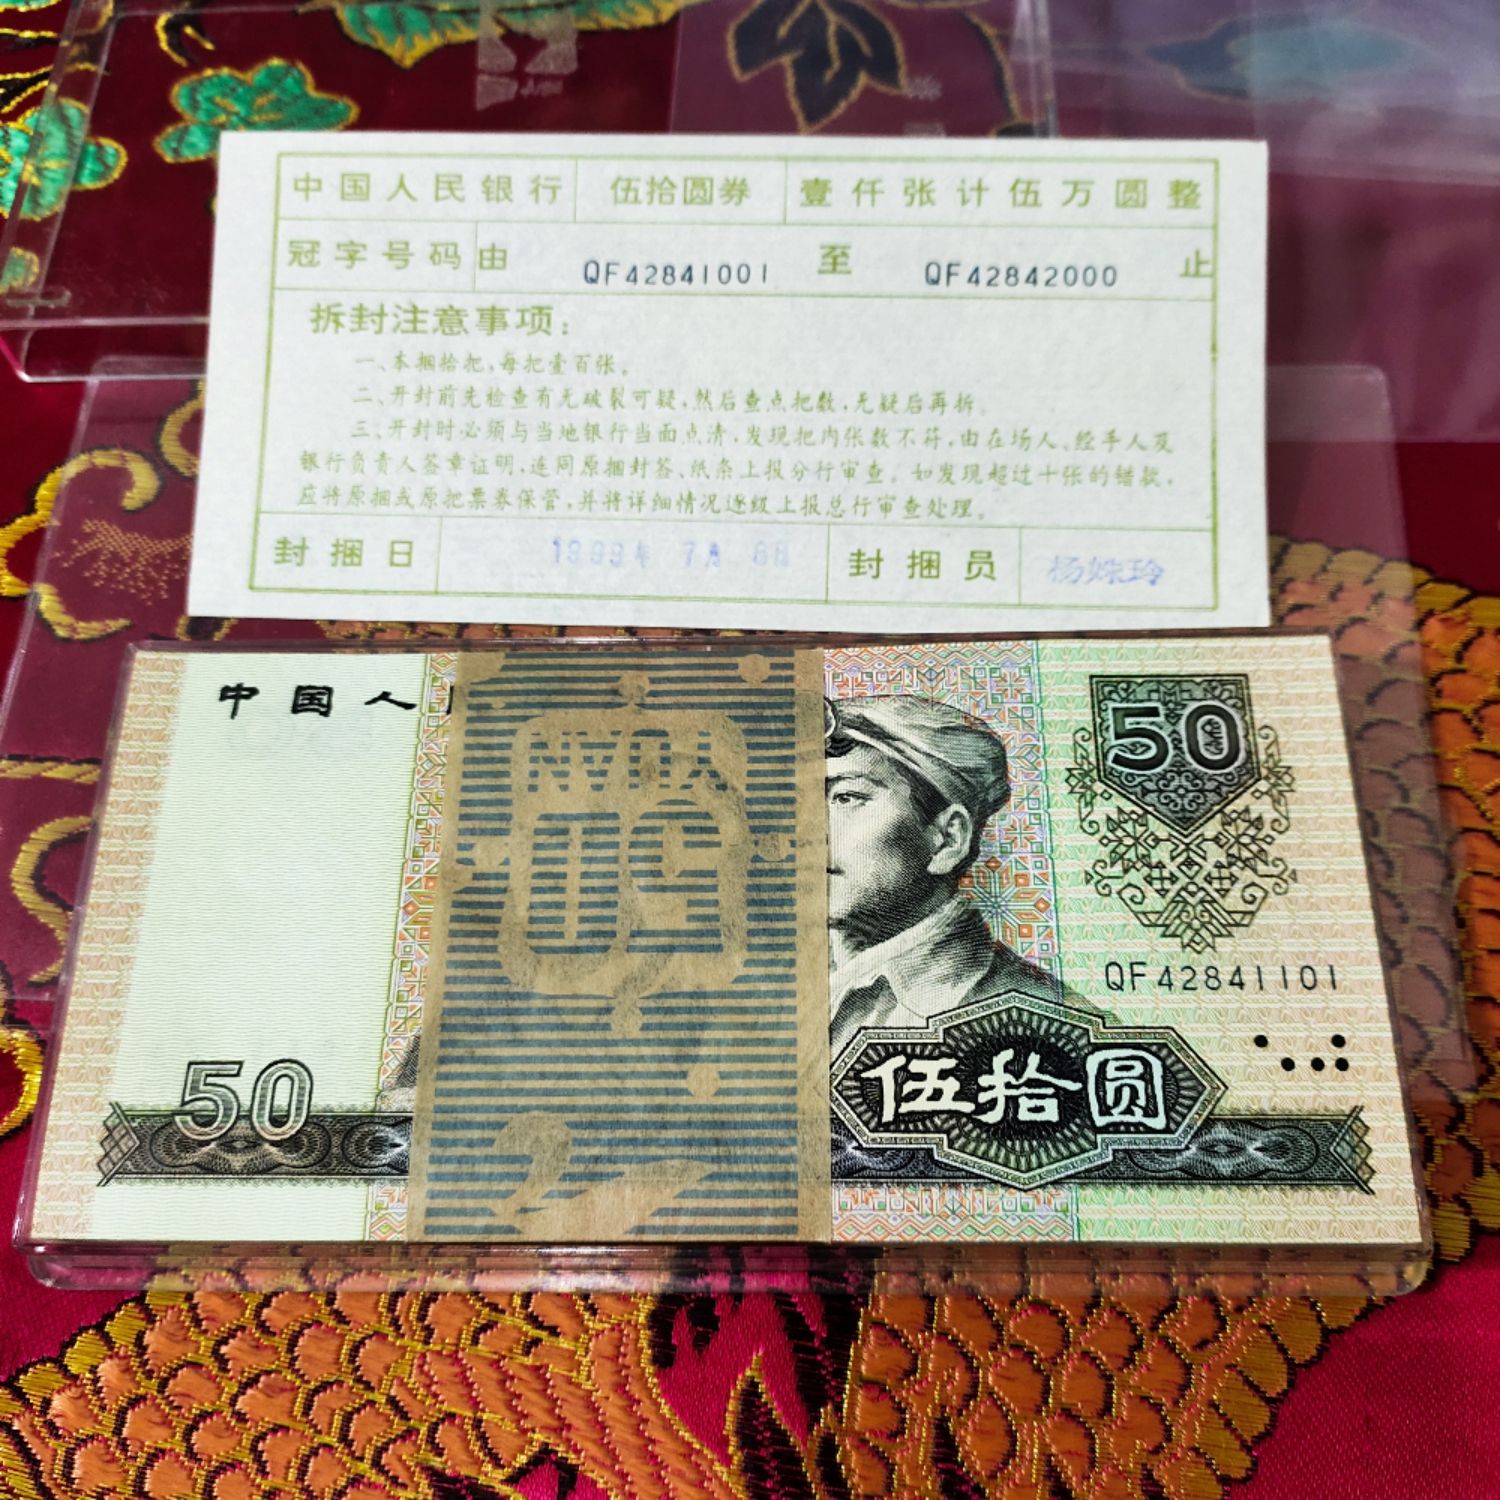 中国人民银行 伍拾圆券 壹仟张计伍万圆整
冠字号码 由 QF42841001 至 QF42842000 止
拆封注意事项:
一、本捆拾把,每把壹百张。
二、开封前先检查有无破裂可疑,然后查点把数,无疑后再拆。
三、开封时必须与当地银行当面点清,发现把内张数不符,由在场人、经手人及
银行负责人签章证明,连同原捆封签、纸条上报分行审查。如发现超过十张的错款,
应将原捆或原把票券保管,并将详细情况逐级上报总行审查处理。
封捆日 1999年 7月 8日 封捆员 杨姝玲
中国人
50
YUAN
50
QF42841101
50
伍拾圆